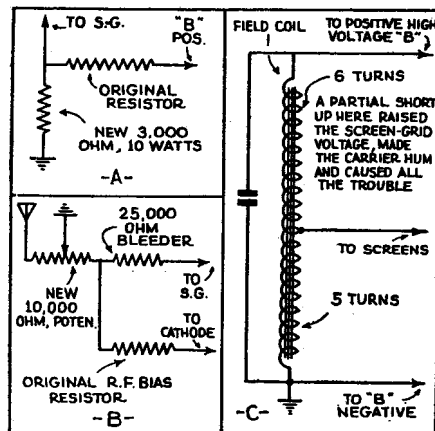 TO S.G.
"B"
POS.
ORIGINAL
RESISTOR
NEW 3,000
OHM, 10 WATTS
-A-
25,000
OHM
BLEEDER
TO
S.G.
NEW
10,000
OHM, POTEN.
TO
CATHODE
ORIGINAL R.F. BIAS
RESISTOR
-B-
FIELD COIL
TO POSITIVE HIGH
VOLTAGE "B"
6 TURNS
A PARTIAL SHORT
UP HERE RAISED
THE SCREEN-GRID
VOLTAGE, MADE
THE CARRIER HUM
AND CAUSED ALL
THE TROUBLE
TO SCREENS
5 TURNS
TO "B"
NEGATIVE
-C-